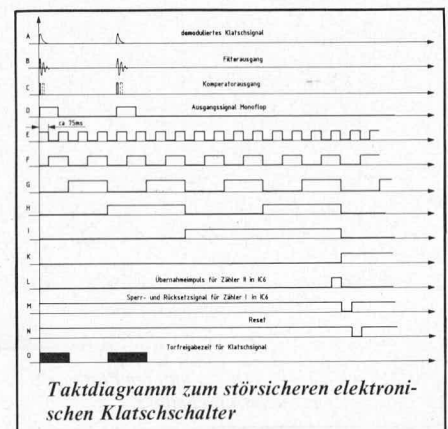 A
demoduliertes Klatschsignal
B
Filterausgang
C
Komperatorausgang
D
Ausgangssignal Monoflop
ca 75ms
E
F
G
H
I
K
L
Übernahmeimpuls für Zähler II in IC6
M
Sperr- und Rücksetzsignal für Zähler I in IC6
N
Reset
O
Torfreigabezeit für Klatschsignal
Taktdiagramm zum störsicheren elektroni-
schen Klatschschalter